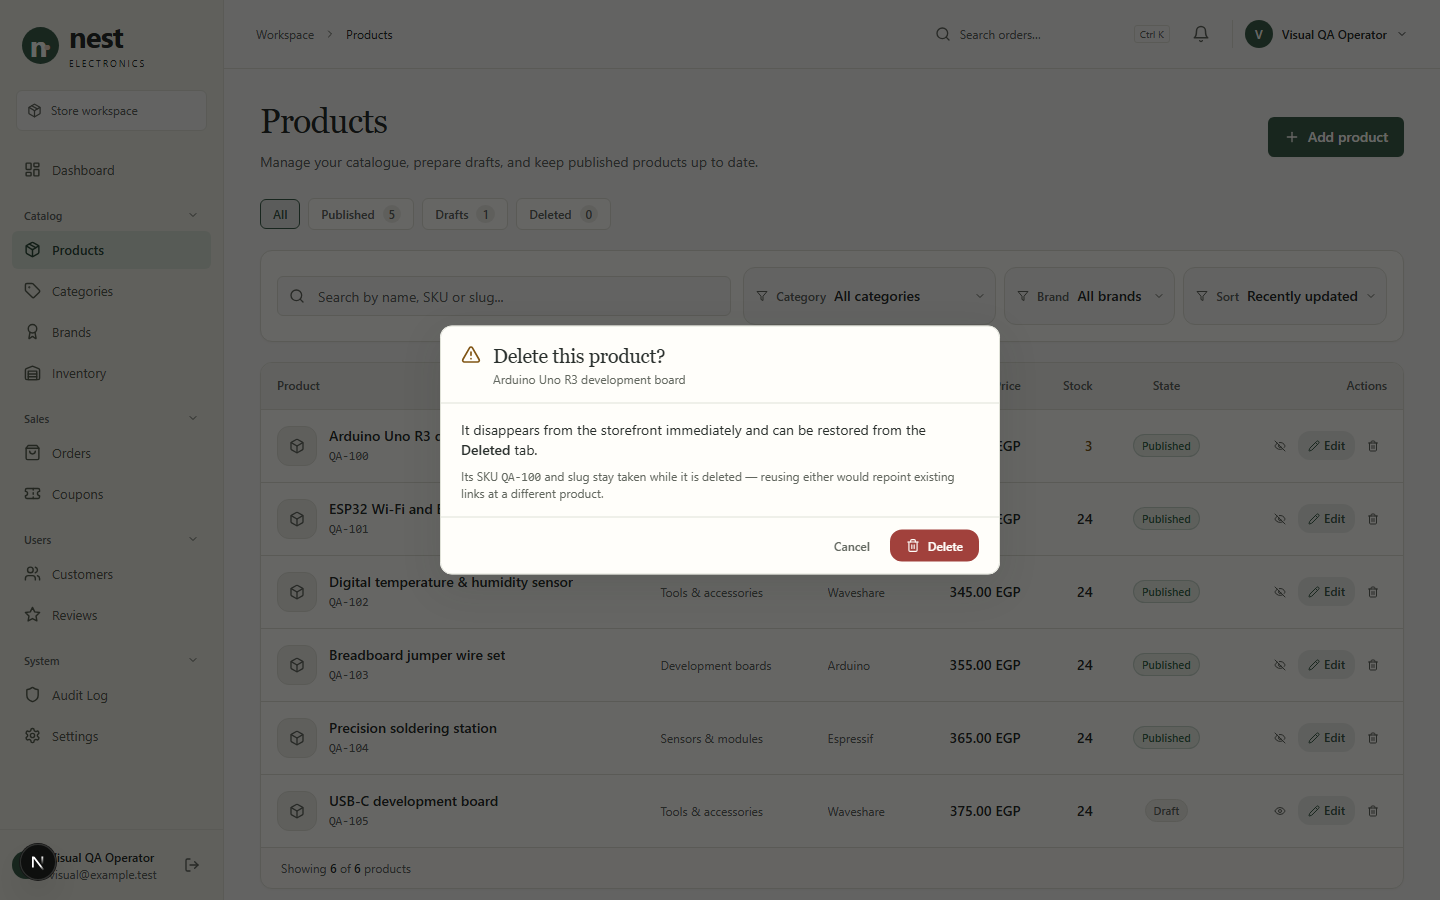 nest
ELECTRONICS
Store workspace
Dashboard
Catalog
Products
Categories
Brands
Inventory
Sales
Orders
Coupons
Users
Customers
Reviews
System
Audit Log
Settings
N
Visual QA Operator
visual@example.test
Workspace > Products
Search orders...
Ctrl K
V
Visual QA Operator
Products
Manage your catalogue, prepare drafts, and keep published products up to date.
+ Add product
All
Published 5
Drafts 1
Deleted 0
Search by name, SKU or slug...
Category All categories
Brand All brands
Sort Recently updated
Product
Stock
State
Actions
Arduino Uno R3
QA-100
EGP
3
Published
Edit
ESP32 Wi-Fi and
QA-101
EGP
24
Published
Edit
Delete this product?
Arduino Uno R3 development board
It disappears from the storefront immediately and can be restored from the
Deleted tab.
Its SKU QA-100 and slug stay taken while it is deleted — reusing either would repoint existing
links at a different product.
Cancel
Delete
Digital temperature & humidity sensor
QA-102
Tools & accessories
Waveshare
345.00 EGP
24
Published
Edit
Breadboard jumper wire set
QA-103
Development boards
Arduino
355.00 EGP
24
Published
Edit
Precision soldering station
QA-104
Sensors & modules
Espressif
365.00 EGP
24
Published
Edit
USB-C development board
QA-105
Tools & accessories
Waveshare
375.00 EGP
24
Draft
Edit
Showing 6 of 6 products